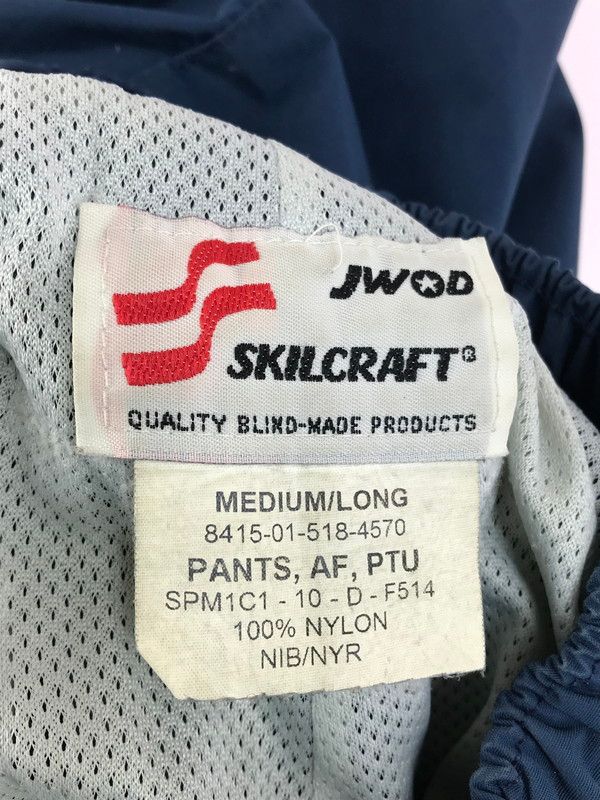 JWOD
SKILCRAFT®
QUALITY BLIND-MADE PRODUCTS
MEDIUM/LONG
8415-01-518-4570
PANTS, AF, PTU
SPM1C1 - 10 - D - F514
100% NYLON
NIB/NYR